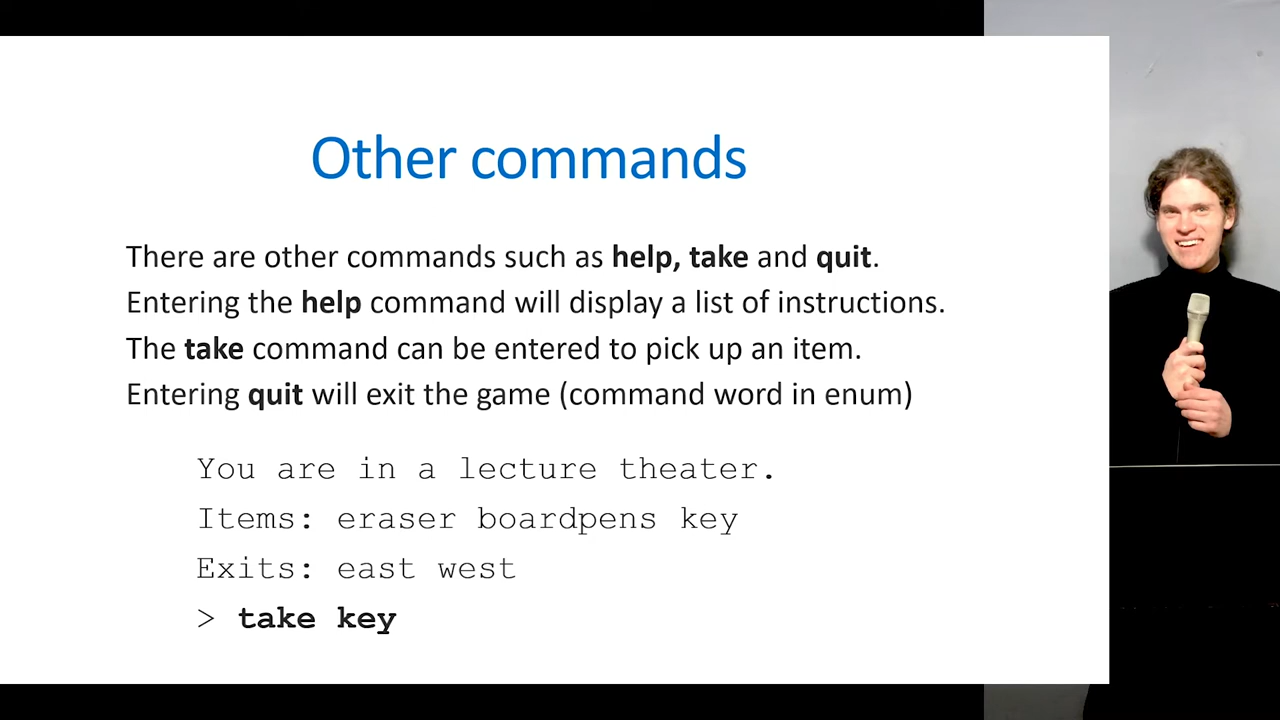 Other commands
There are other commands such as help, take and quit.
Entering the help command will display a list of instructions.
The take command can be entered to pick up an item.
Entering quit will exit the game (command word in enum)
You are in a lecture theater.
Items: eraser boardpens key
Exits: east west
> take key